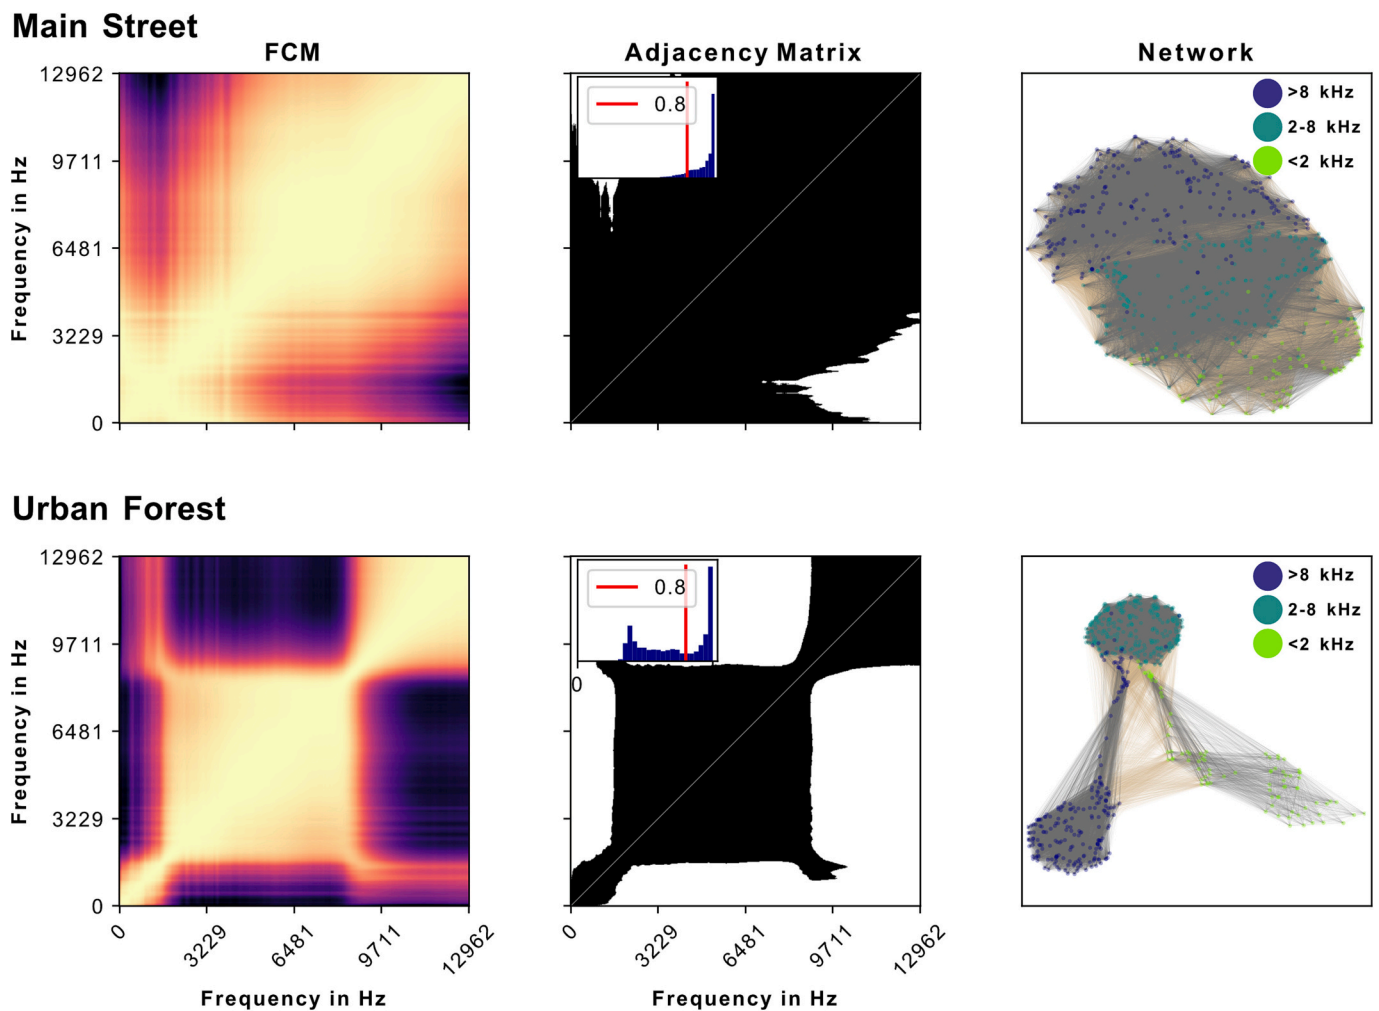 Main Street
FCM
Adjacency Matrix
Network
12962
9711
6481
3229
0
Frequency in Hz
0.8
>8 kHz
2-8 kHz
<2 kHz
Urban Forest
12962
9711
6481
3229
0
Frequency in Hz
0 3229 6481 9711 12962
Frequency in Hz
0.8
0
0 3229 6481 9711 12962
Frequency in Hz
>8 kHz
2-8 kHz
<2 kHz